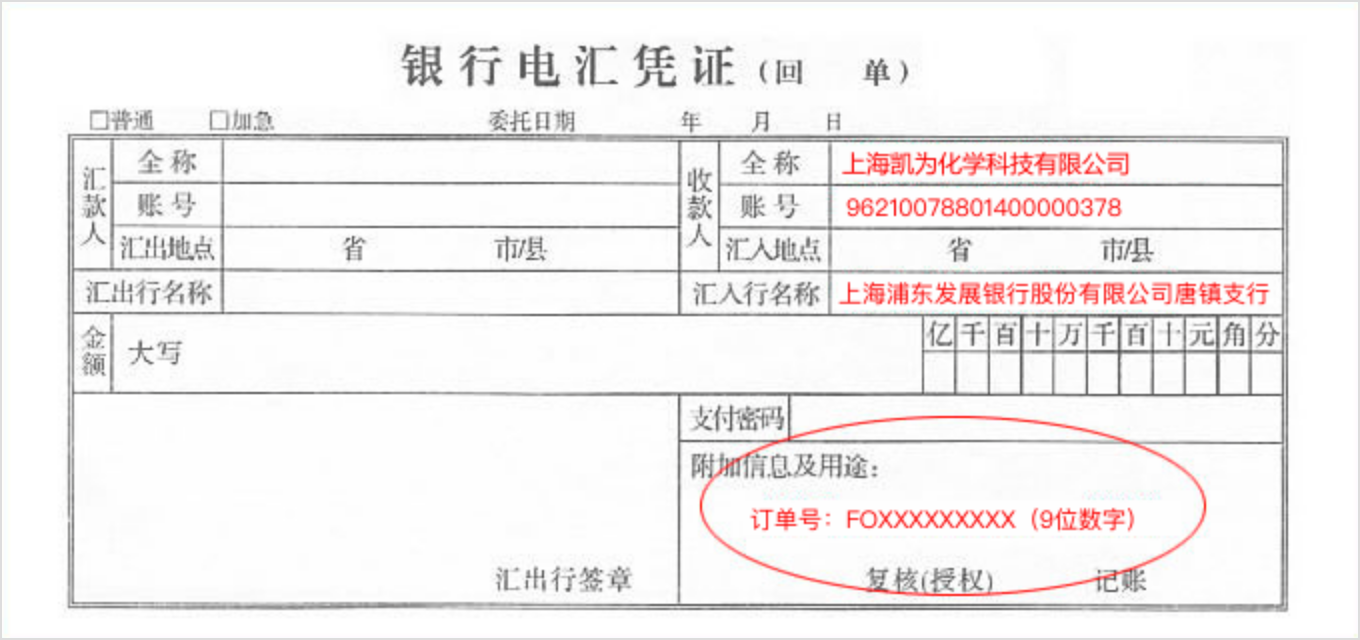 银行电汇凭证(回 单)
□普通 □加急 委托日期 年 月 日
汇款人 全称 收款人 全称 上海凯为化学科技有限公司
账号 账号 96210078801400000378
汇出地点 省 市/县 汇入地点 省 市/县
汇出行名称 汇入行名称 上海浦东发展银行股份有限公司唐镇支行
金额 大写 亿千百十万千百十元角分
支付密码
附加信息及用途:
订单号：FOXXXXXXXXX（9位数字）
汇出行签章 复核(授权) 记账